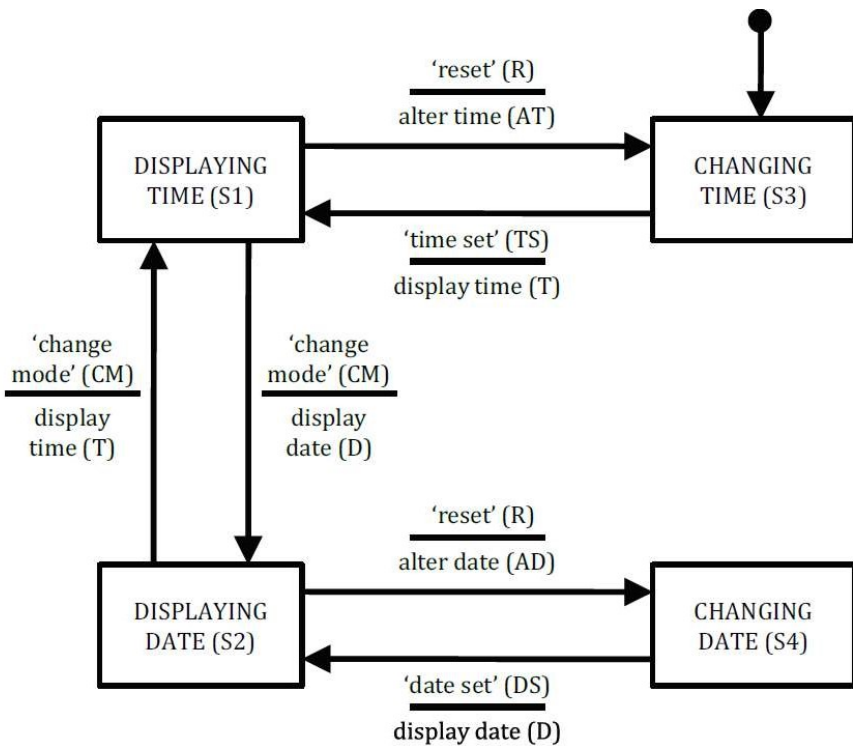 ‘reset’ (R)
alter time (AT)
DISPLAYING
TIME (S1)
CHANGING
TIME (S3)
‘time set’ (TS)
display time (T)
‘change
mode’ (CM)
display
time (T)
‘change
mode’ (CM)
display
date (D)
‘reset’ (R)
alter date (AD)
DISPLAYING
DATE (S2)
CHANGING
DATE (S4)
‘date set’ (DS)
display date (D)